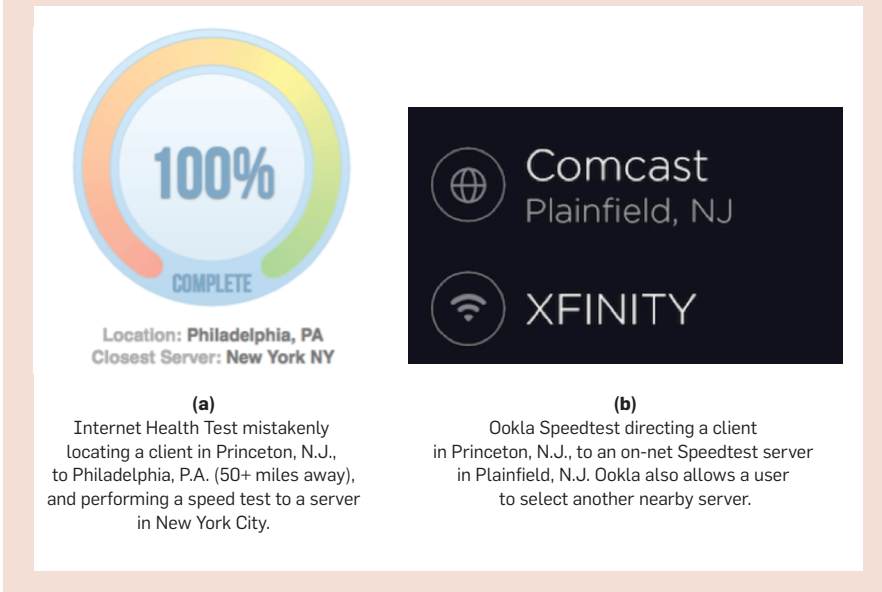 100%
COMPLETE
Location: Philadelphia, PA
Closest Server: New York NY
(a)
Internet Health Test mistakenly
locating a client in Princeton, N.J.,
to Philadelphia, P.A. (50+ miles away),
and performing a speed test to a server
in New York City.
Comcast
Plainfield, NJ
XFINITY
(b)
Ookla Speedtest directing a client
in Princeton, N.J., to an on-net Speedtest server
in Plainfield, N.J. Ookla also allows a user
to select another nearby server.